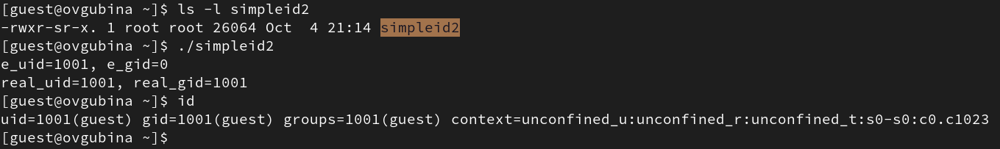 [guest@ovgubina ~]$ ls -l simpleid2
-rwxr-sr-x. 1 root root 26064 Oct  4 21:14 simpleid2
[guest@ovgubina ~]$ ./simpleid2
e_uid=1001, e_gid=0
real_uid=1001, real_gid=1001
[guest@ovgubina ~]$ id
uid=1001(guest) gid=1001(guest) groups=1001(guest) context=unconfined_u:unconfined_r:unconfined_t:s0-s0:c0.c1023
[guest@ovgubina ~]$